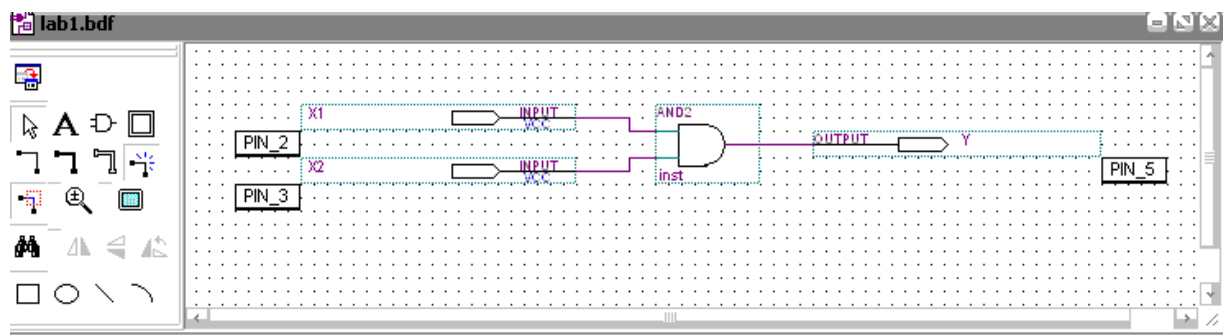 lab1.bdf
A
X1 INPUT VCC
AND2
PIN_2
OUTPUT Y
X2 INPUT VCC
inst
PIN_5
PIN_3